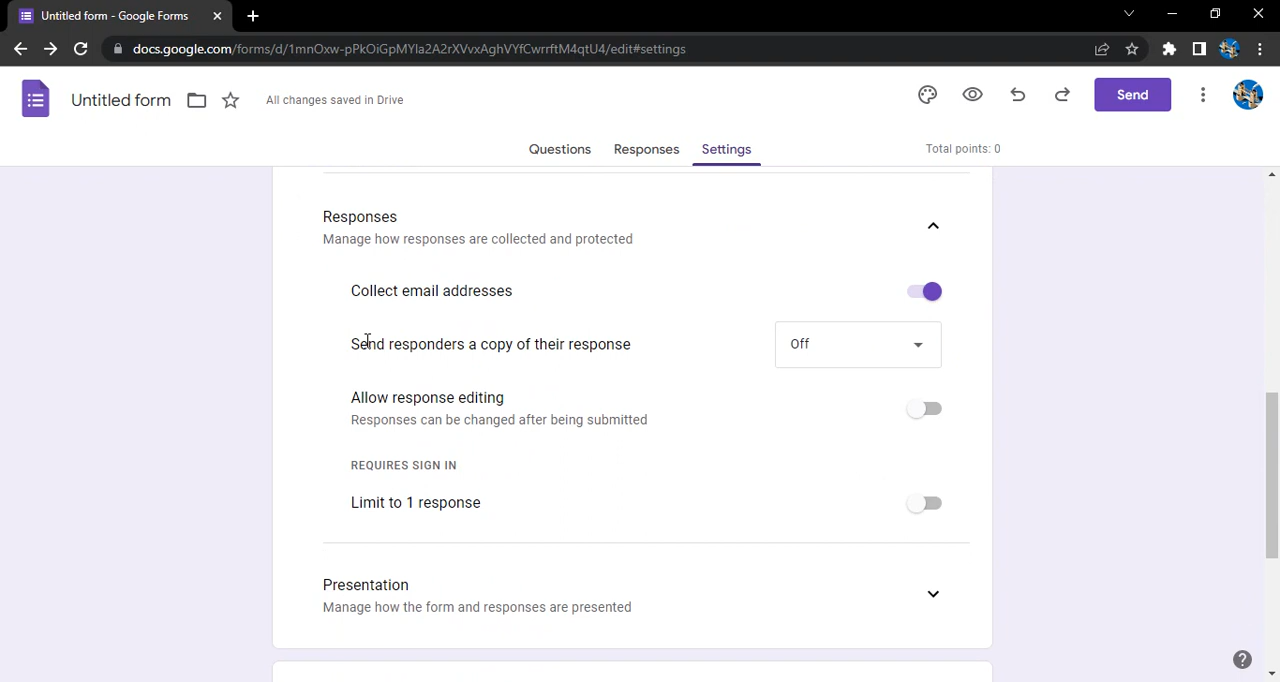 Untitled form - Google Forms
docs.google.com/forms/d/1mnOxw-pPkOiGpMYIa2A2rXVvxAghVYfCwrrftM4qtU4/edit#settings
Untitled form
All changes saved in Drive
Send
Questions
Responses
Settings
Total points: 0
Responses
Manage how responses are collected and protected
Collect email addresses
Send responders a copy of their response
Off
Allow response editing
Responses can be changed after being submitted
REQUIRES SIGN IN
Limit to 1 response
Presentation
Manage how the form and responses are presented